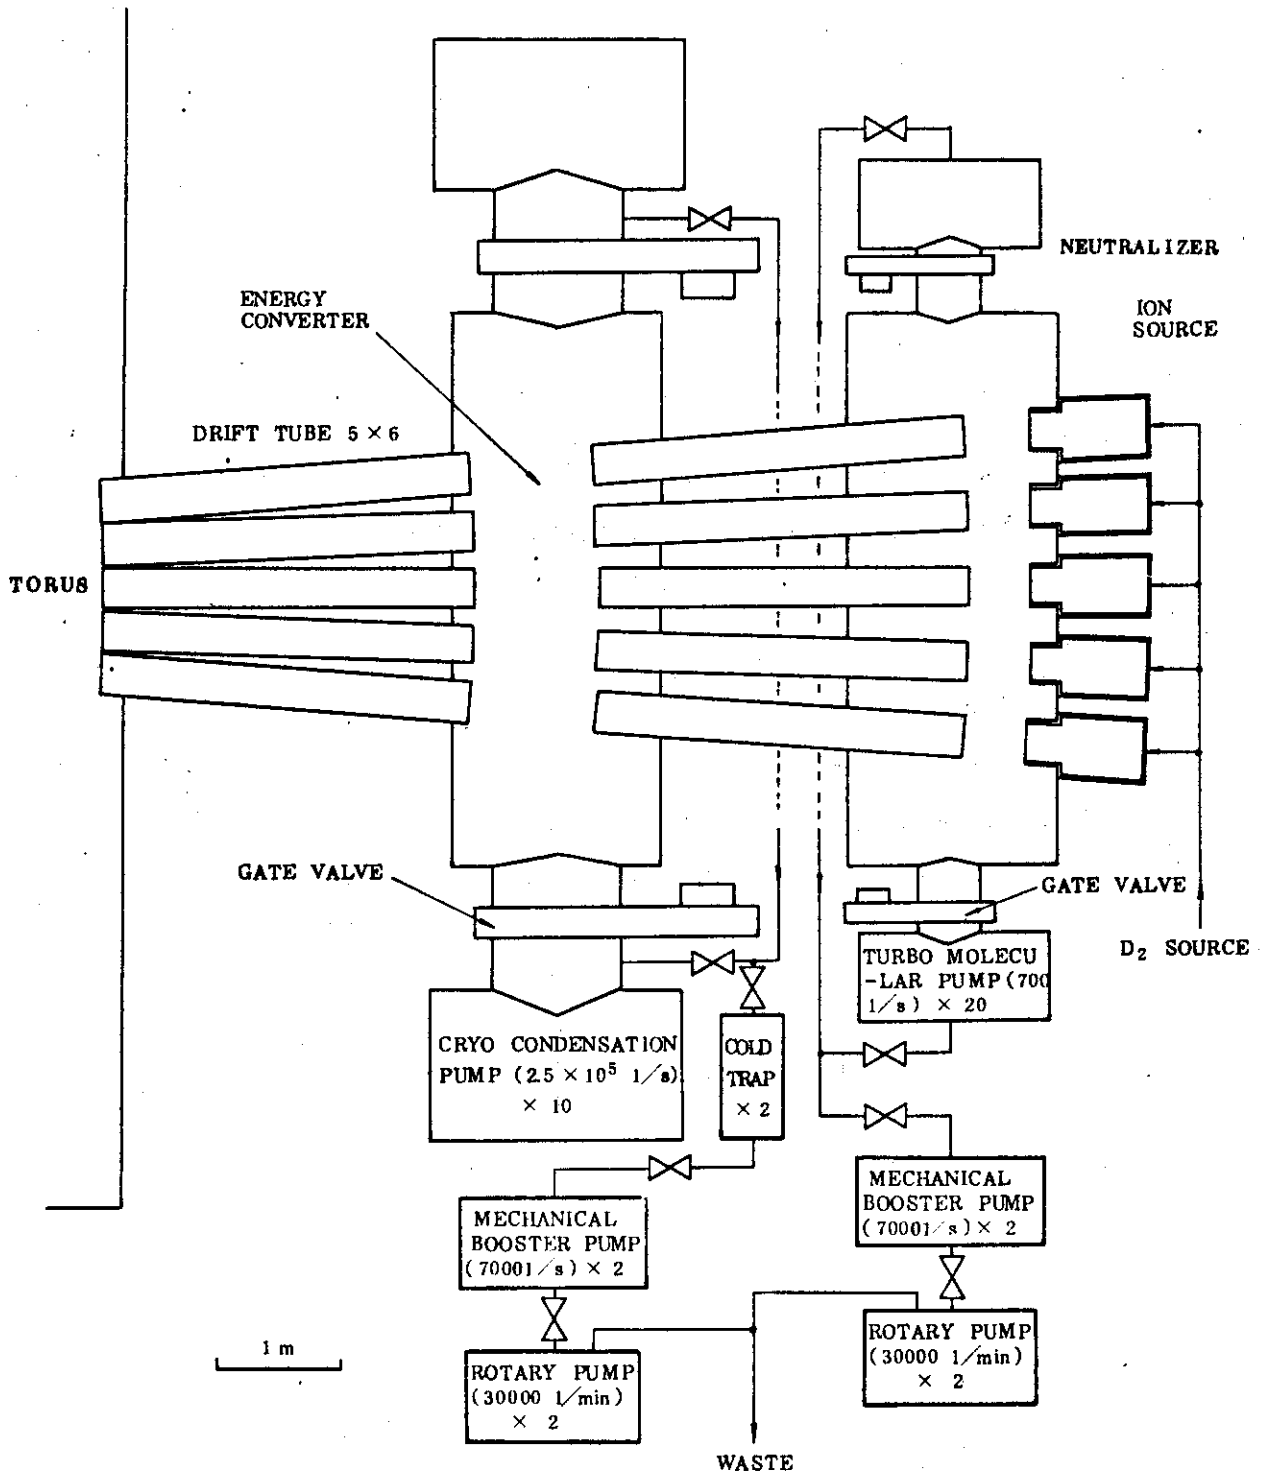 NEUTRALIZER
ENERGY
CONVERTER
ION
SOURCE
DRIFT TUBE 5 × 6
TORUS
GATE VALVE
GATE VALVE
D₂ SOURCE
TURBO MOLECU
-LAR PUMP (700
1/s) × 20
CRYO CONDENSATION
PUMP (2.5 × 10⁵ 1/s)
× 10
COLD
TRAP
× 2
MECHANICAL
BOOSTER PUMP
(70001/s) × 2
MECHANICAL
BOOSTER PUMP
(70001/s) × 2
1 m
ROTARY PUMP
(30000 1/min)
× 2
ROTARY PUMP
(30000 1/min)
× 2
WASTE